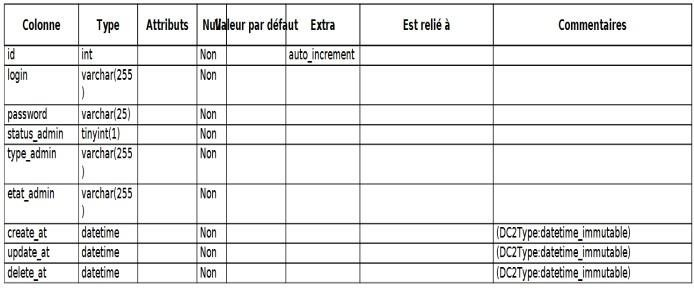 Colonne Type Attributs Null Valeur par défaut Extra Est relié à Commentaires
id int Non auto_increment
login varchar(255 Non
)
password varchar(25) Non
status_admin tinyint(1) Non
type_admin varchar(255 Non
)
etat_admin varchar(255 Non
)
create_at datetime Non (DC2Type:datetime_immutable)
update_at datetime Non (DC2Type:datetime_immutable)
delete_at datetime Non (DC2Type:datetime_immutable)